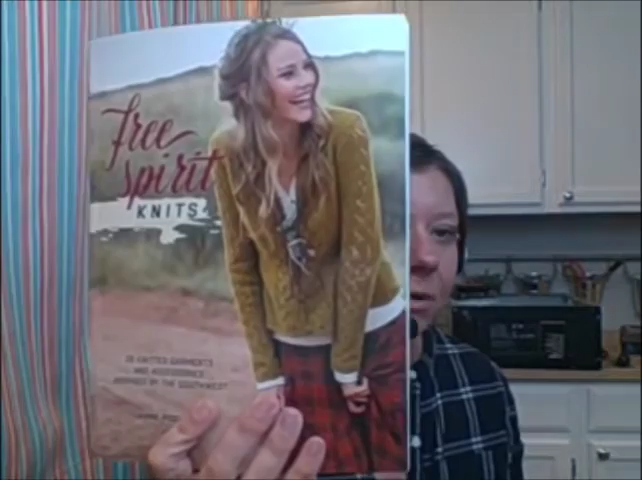 free
spirit
KNITS
20 KNITTED GARMENTS
AND ACCESSORIES
INSPIRED BY THE SOUTHWEST